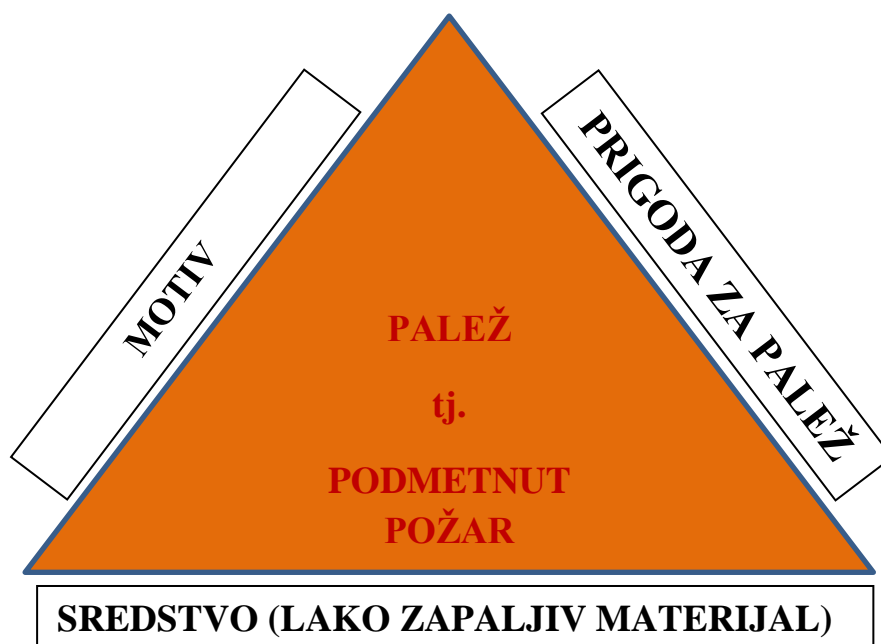 MOTIV
PRIGODA ZA PALEŽ
PALEŽ
tj.
PODMETNUT
POŽAR
SREDSTVO (LAKO ZAPALJIV MATERIJAL)